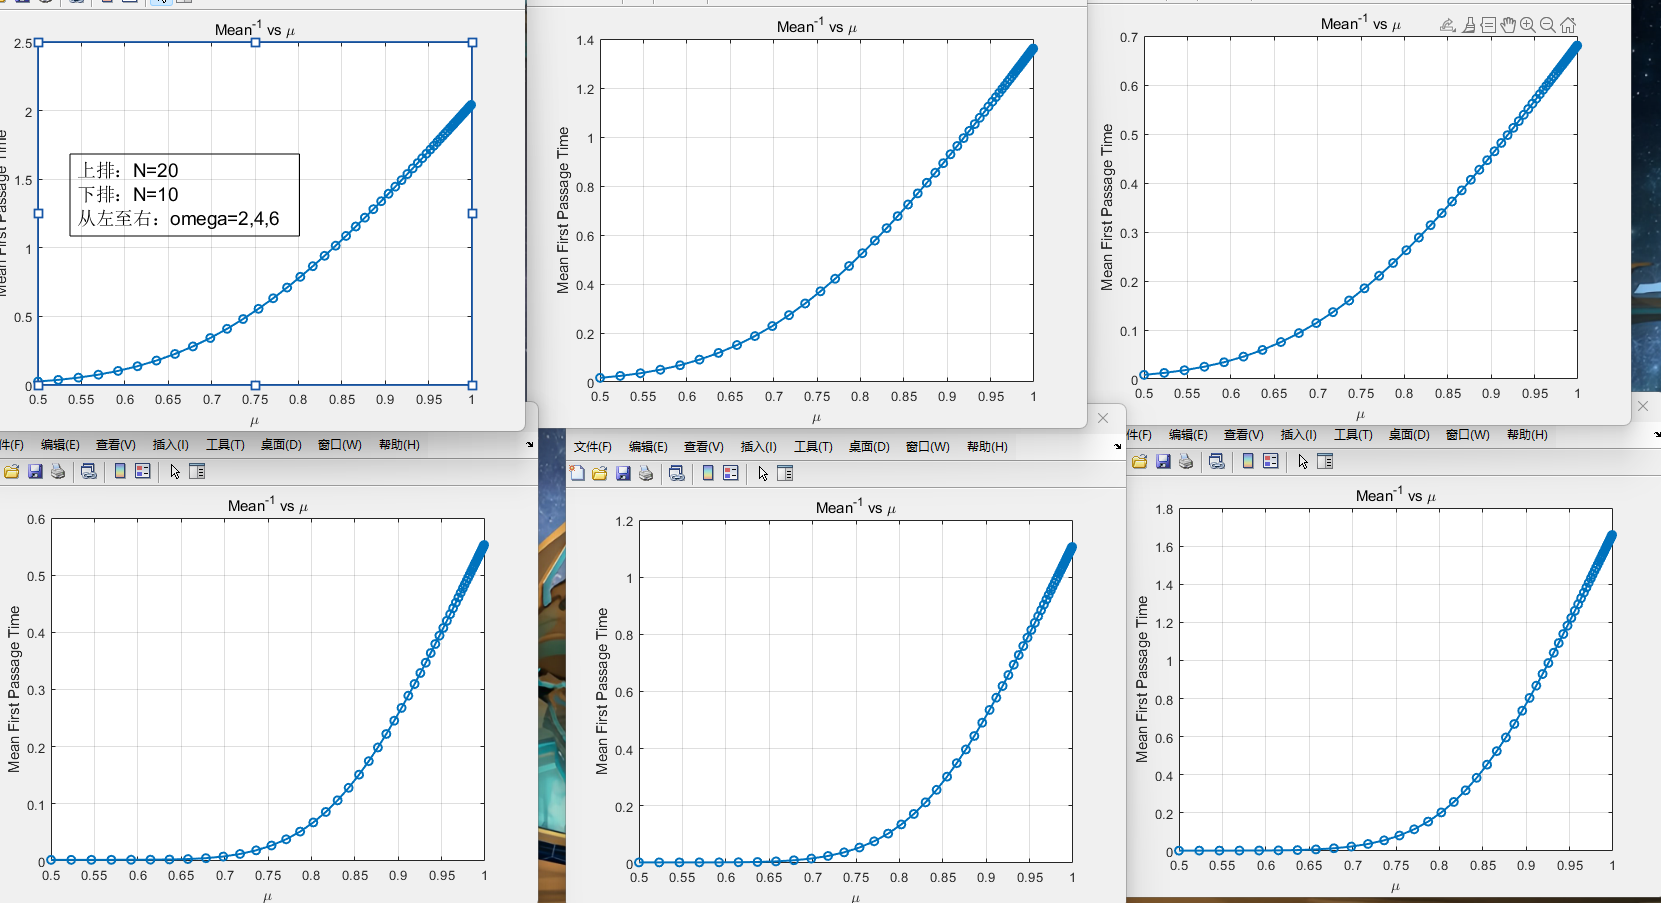 Mean-1 vs μ
2.5
2
1.5
1
0.5
0
Mean First Passage Time
上排：N=20
下排：N=10
从左至右：omega=2,4,6
0.5 0.55 0.6 0.65 0.7 0.75 0.8 0.85 0.9 0.95 1
μ
Mean-1 vs μ
1.4
1.2
1
0.8
0.6
0.4
0.2
0
Mean First Passage Time
0.5 0.55 0.6 0.65 0.7 0.75 0.8 0.85 0.9 0.95 1
μ
Mean-1 vs μ
0.7
0.6
0.5
0.4
0.3
0.2
0.1
0
Mean First Passage Time
0.5 0.55 0.6 0.65 0.7 0.75 0.8 0.85 0.9 0.95 1
μ
件(F) 编辑(E) 查看(V) 插入(I) 工具(T) 桌面(D) 窗口(W) 帮助(H)
Mean-1 vs μ
0.6
0.5
0.4
0.3
0.2
0.1
0
Mean First Passage Time
0.5 0.55 0.6 0.65 0.7 0.75 0.8 0.85 0.9 0.95 1
μ
文件(F) 编辑(E) 查看(V) 插入(I) 工具(T) 桌面(D) 窗口(W) 帮助(H)
Mean-1 vs μ
1.2
1
0.8
0.6
0.4
0.2
0
Mean First Passage Time
0.5 0.55 0.6 0.65 0.7 0.75 0.8 0.85 0.9 0.95 1
μ
件(F) 编辑(E) 查看(V) 插入(I) 工具(T) 桌面(D) 窗口(W) 帮助(H)
Mean-1 vs μ
1.8
1.6
1.4
1.2
1
0.8
0.6
0.4
0.2
0
Mean First Passage Time
0.5 0.55 0.6 0.65 0.7 0.75 0.8 0.85 0.9 0.95 1
μ